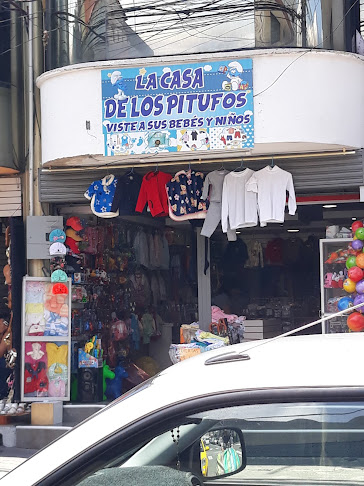 LA CASA
DE LOS PITUFOS
VISTE A SUS BEBÉS Y NIÑOS